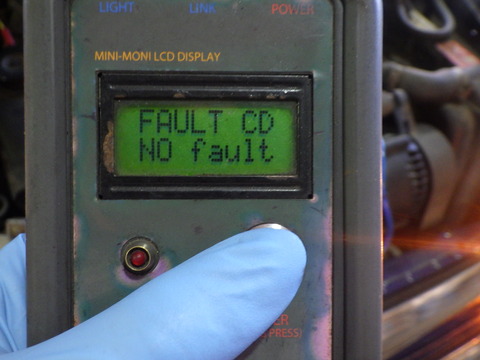 LIGHT LINK POWER
MINI-MONI LCD DISPLAY
FAULT CD
NO fault